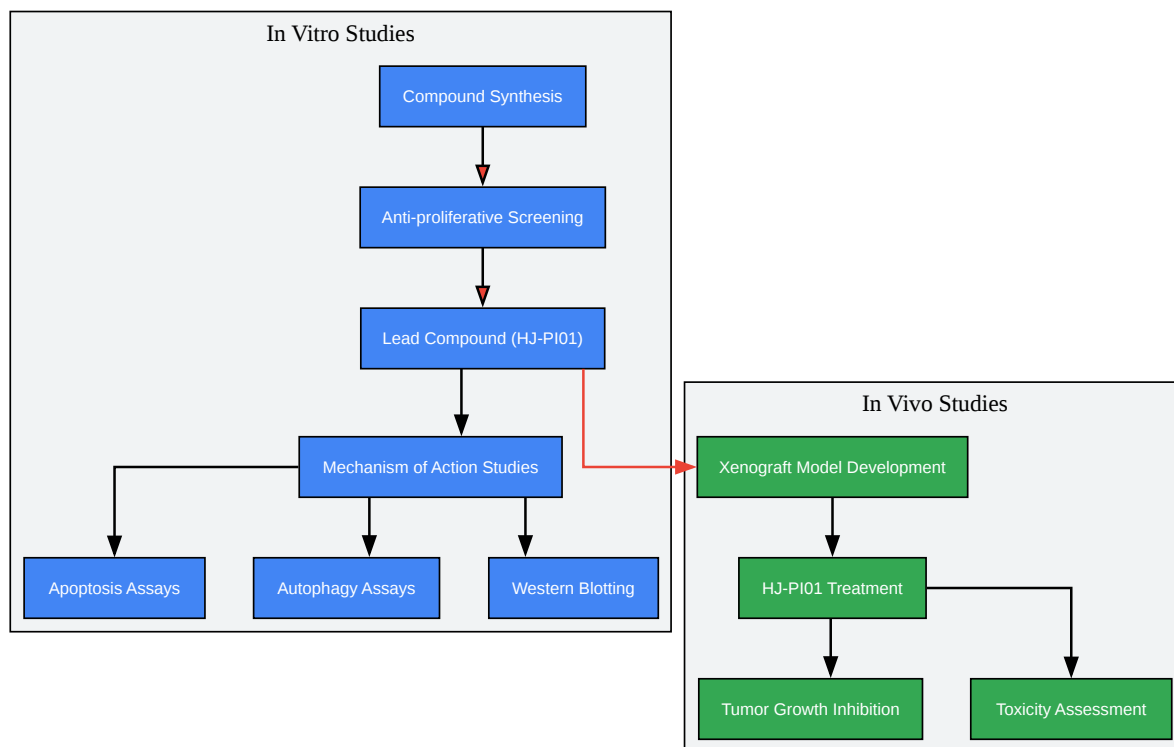 In Vitro Studies
Compound Synthesis
Anti-proliferative Screening
Lead Compound (HJ-PI01)
Mechanism of Action Studies
Apoptosis Assays
Autophagy Assays
Western Blotting
In Vivo Studies
Xenograft Model Development
HJ-PI01 Treatment
Tumor Growth Inhibition
Toxicity Assessment